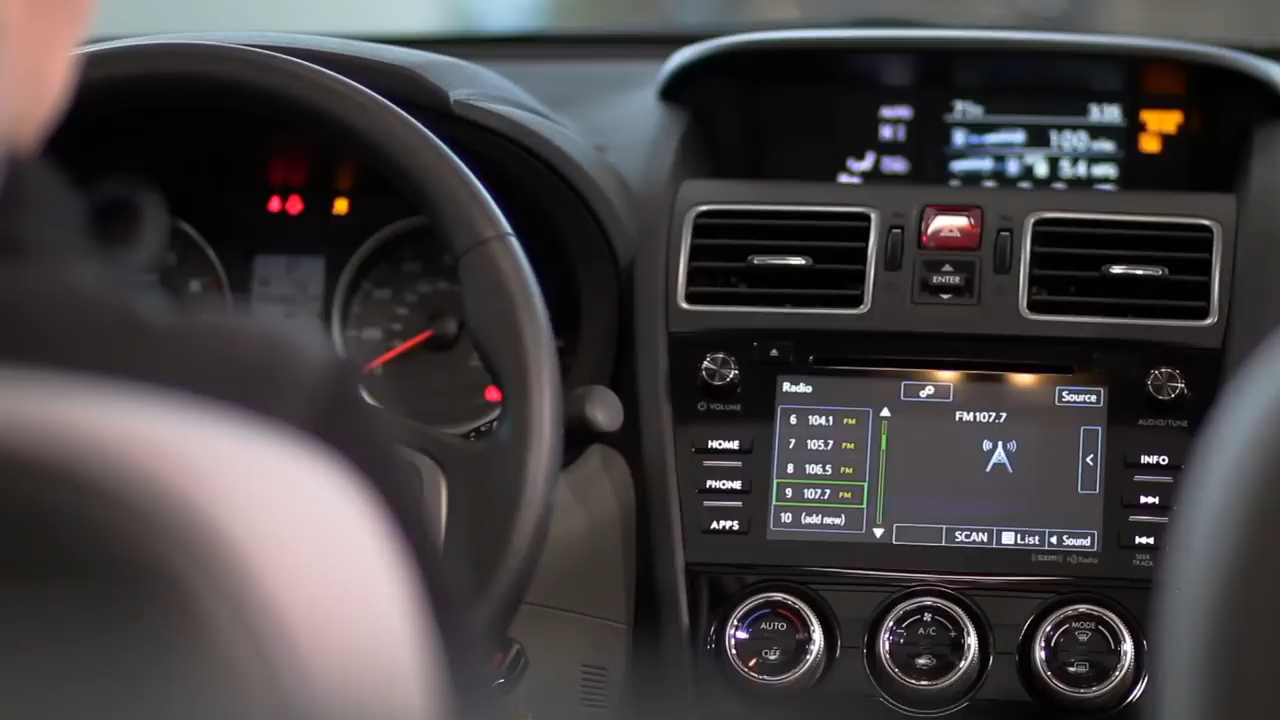 AUTO
ENTER
VOLUME
HOME
PHONE
APPS
Radio
Source
6 104.1 FM
7 105.7 FM
8 106.5 FM
9 107.7 FM
10 (add new)
FM107.7
SCAN
List
Sound
AUDIO/TUNE
INFO
SEEK
TRACK
AUTO
OFF
A/C
MODE